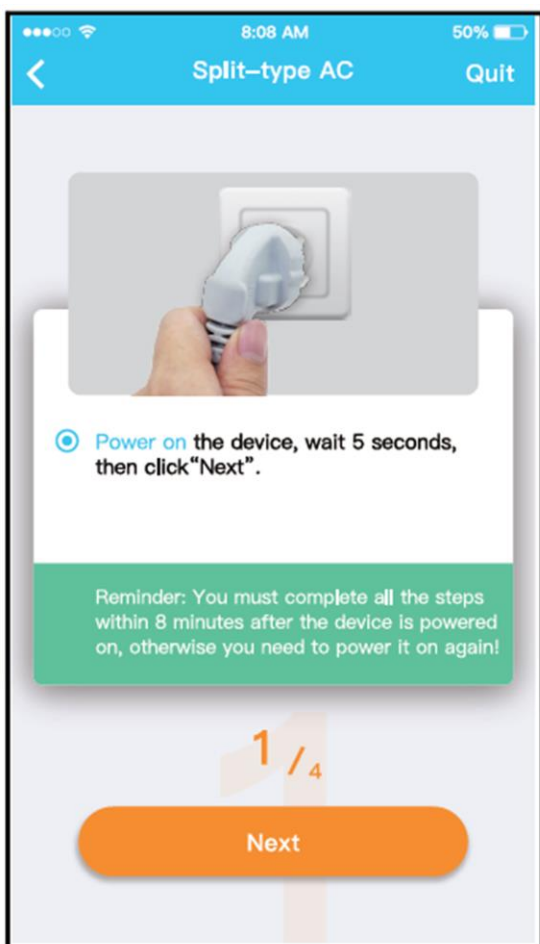 8:08 AM
50%
Split-type AC
Quit
Power on the device, wait 5 seconds,
then click“Next”.
Reminder: You must complete all the steps
within 8 minutes after the device is powered
on, otherwise you need to power it on again!
1 / 4
Next